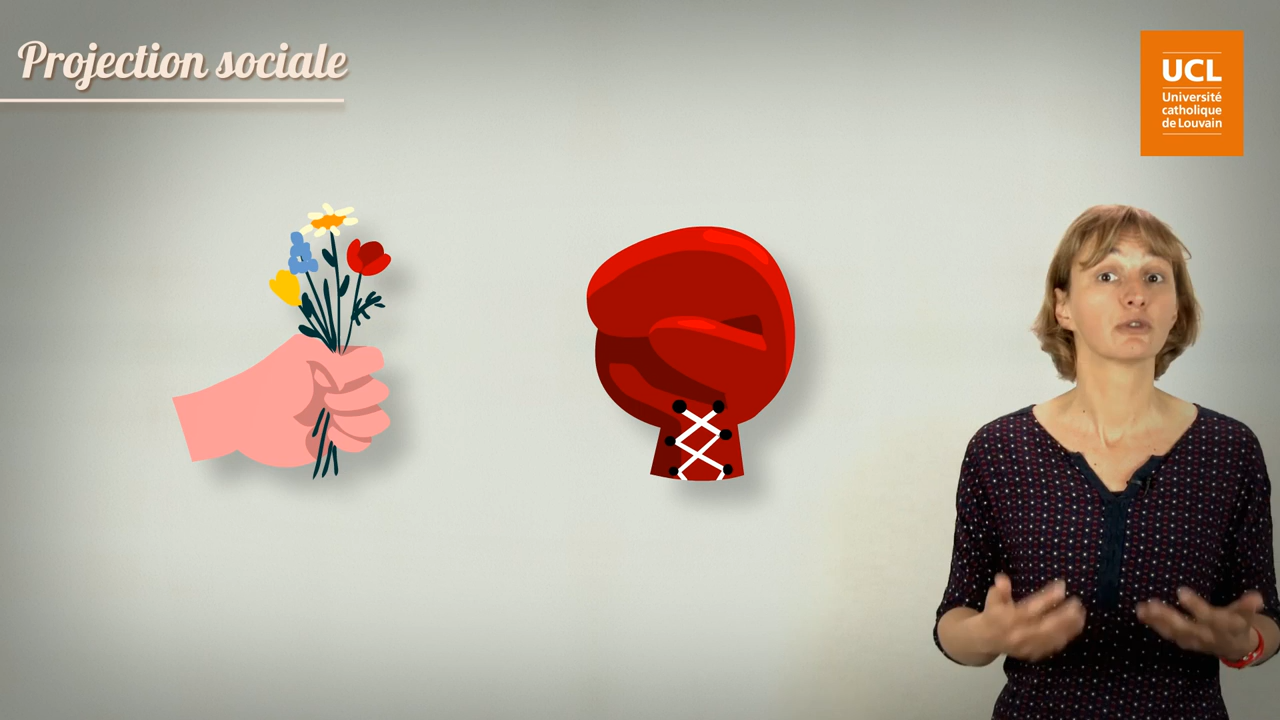 Projection sociale
UCL
Université
catholique
de Louvain